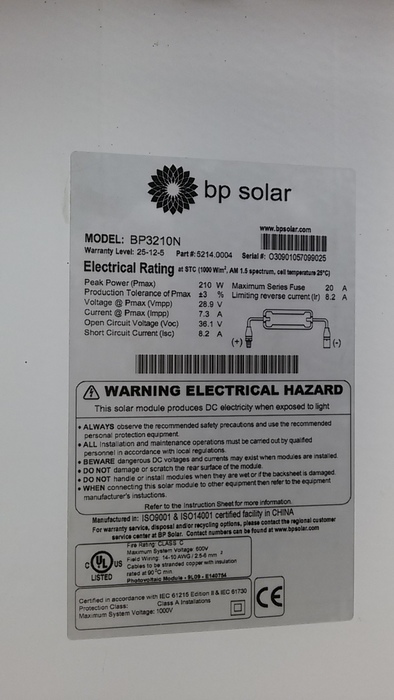 bp solar
www.bpsolar.com
MODEL: BP3210N
Warranty Level: 25-12-5 Part #: 5214.0004 Serial #: O30901057099025
Electrical Rating at STC (1000 W/m², AM 1.5 spectrum, cell temperature 25°C)
Peak Power (Pmax) 210 W Maximum Series Fuse 20 A
Production Tolerance of Pmax ±3 % Limiting reverse current (Ir) 8.2 A
Voltage @ Pmax (Vmpp) 28.9 V
Current @ Pmax (Impp) 7.3 A
Open Circuit Voltage (Voc) 36.1 V
Short Circuit Current (Isc) 8.2 A
(+) (-)
WARNING ELECTRICAL HAZARD
This solar module produces DC electricity when exposed to light
• ALWAYS observe the recommended safety precautions and use the recommended
personal protection equipment.
• ALL Installation and maintenance operations must be carried out by qualified
personnel in accordance with local regulations.
• BEWARE dangerous DC voltages and currents may exist when modules are installed.
• DO NOT damage or scratch the rear surface of the module.
• DO NOT handle or install modules when they are wet or if the backsheet is damaged.
• WHEN connecting this solar module to other equipment then refer to the equipment
manufacturer's instuctions.
Refer to the Instruction Sheet for more information.
Manufactured in: ISO9001 & ISO14001 certified facility in CHINA
For warranty service, disposal and/or recycling options, please contact the regional customer
service center at BP Solar. Contact numbers can be found at www.bpsolar.com
Fire Rating: CLASS C
Maximum System Voltage: 600V
Field Wiring: 14-10 AWG / 2.5-6 mm ²
Cables to be stranded copper with insulation
rated at 90°C min.
Photovoltaic Module - 9L09 - E140754
C UL US
LISTED
Certified in accordance with IEC 61215 Edition II & IEC 61730
Protection Class: Class A Installations
Maximum System Voltage: 1000V
CE